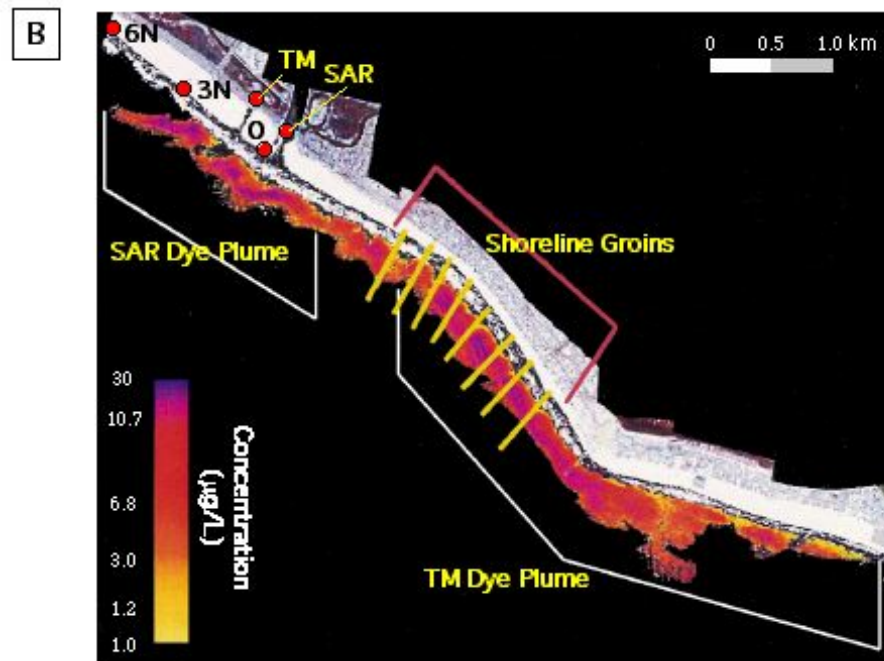 B
6N
TM
SAR
3N
O
0 0.5 1.0 km
Shoreline Groins
SAR Dye Plume
30
10.7
6.8
3.0
1.2
1.0
Concentration
(µg/L)
TM Dye Plume